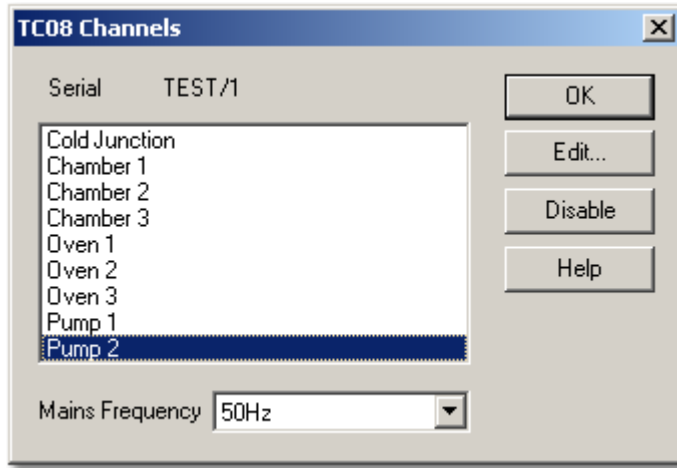 TC08 Channels
Serial TEST/1
OK
Cold Junction
Chamber 1
Chamber 2
Chamber 3
Oven 1
Oven 2
Oven 3
Pump 1
Pump 2
Edit...
Disable
Help
Mains Frequency 50Hz